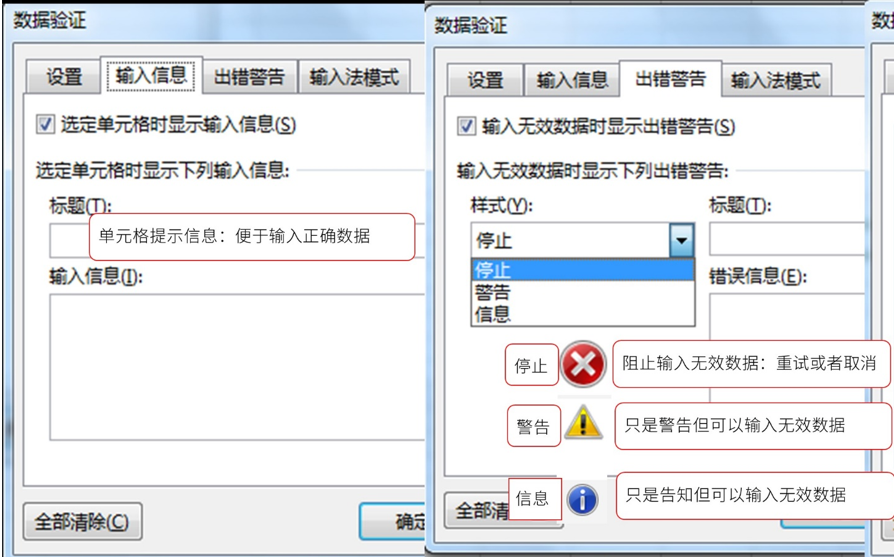 数据验证
设置 输入信息 出错警告 输入法模式
选定单元格时显示输入信息(S)
选定单元格时显示下列输入信息:
标题(T):
单元格提示信息：便于输入正确数据
输入信息(I):
全部清除(C)
确定
数据验证
设置 输入信息 出错警告 输入法模式
输入无效数据时显示出错警告(S)
输入无效数据时显示下列出错警告:
样式(Y):
标题(T):
停止
停止
警告
信息
错误信息(E):
停止
阻止输入无效数据：重试或者取消
警告
只是警告但可以输入无效数据
信息
只是告知但可以输入无效数据
全部清
数据